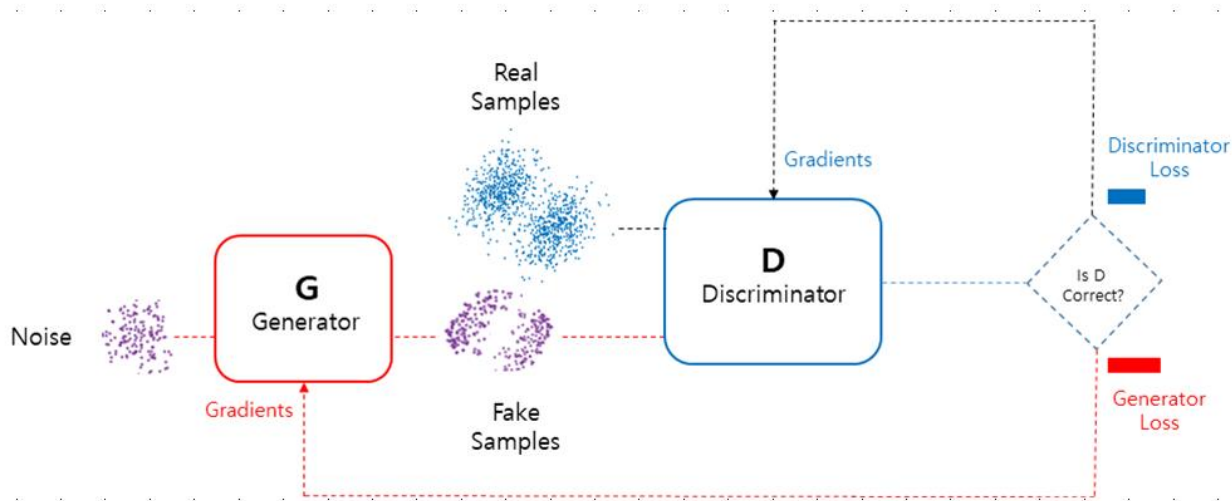 Real
Samples
Gradients
Discriminator
Loss
D
Discriminator
Is D
Correct?
G
Generator
Noise
Gradients
Fake
Samples
Generator
Loss